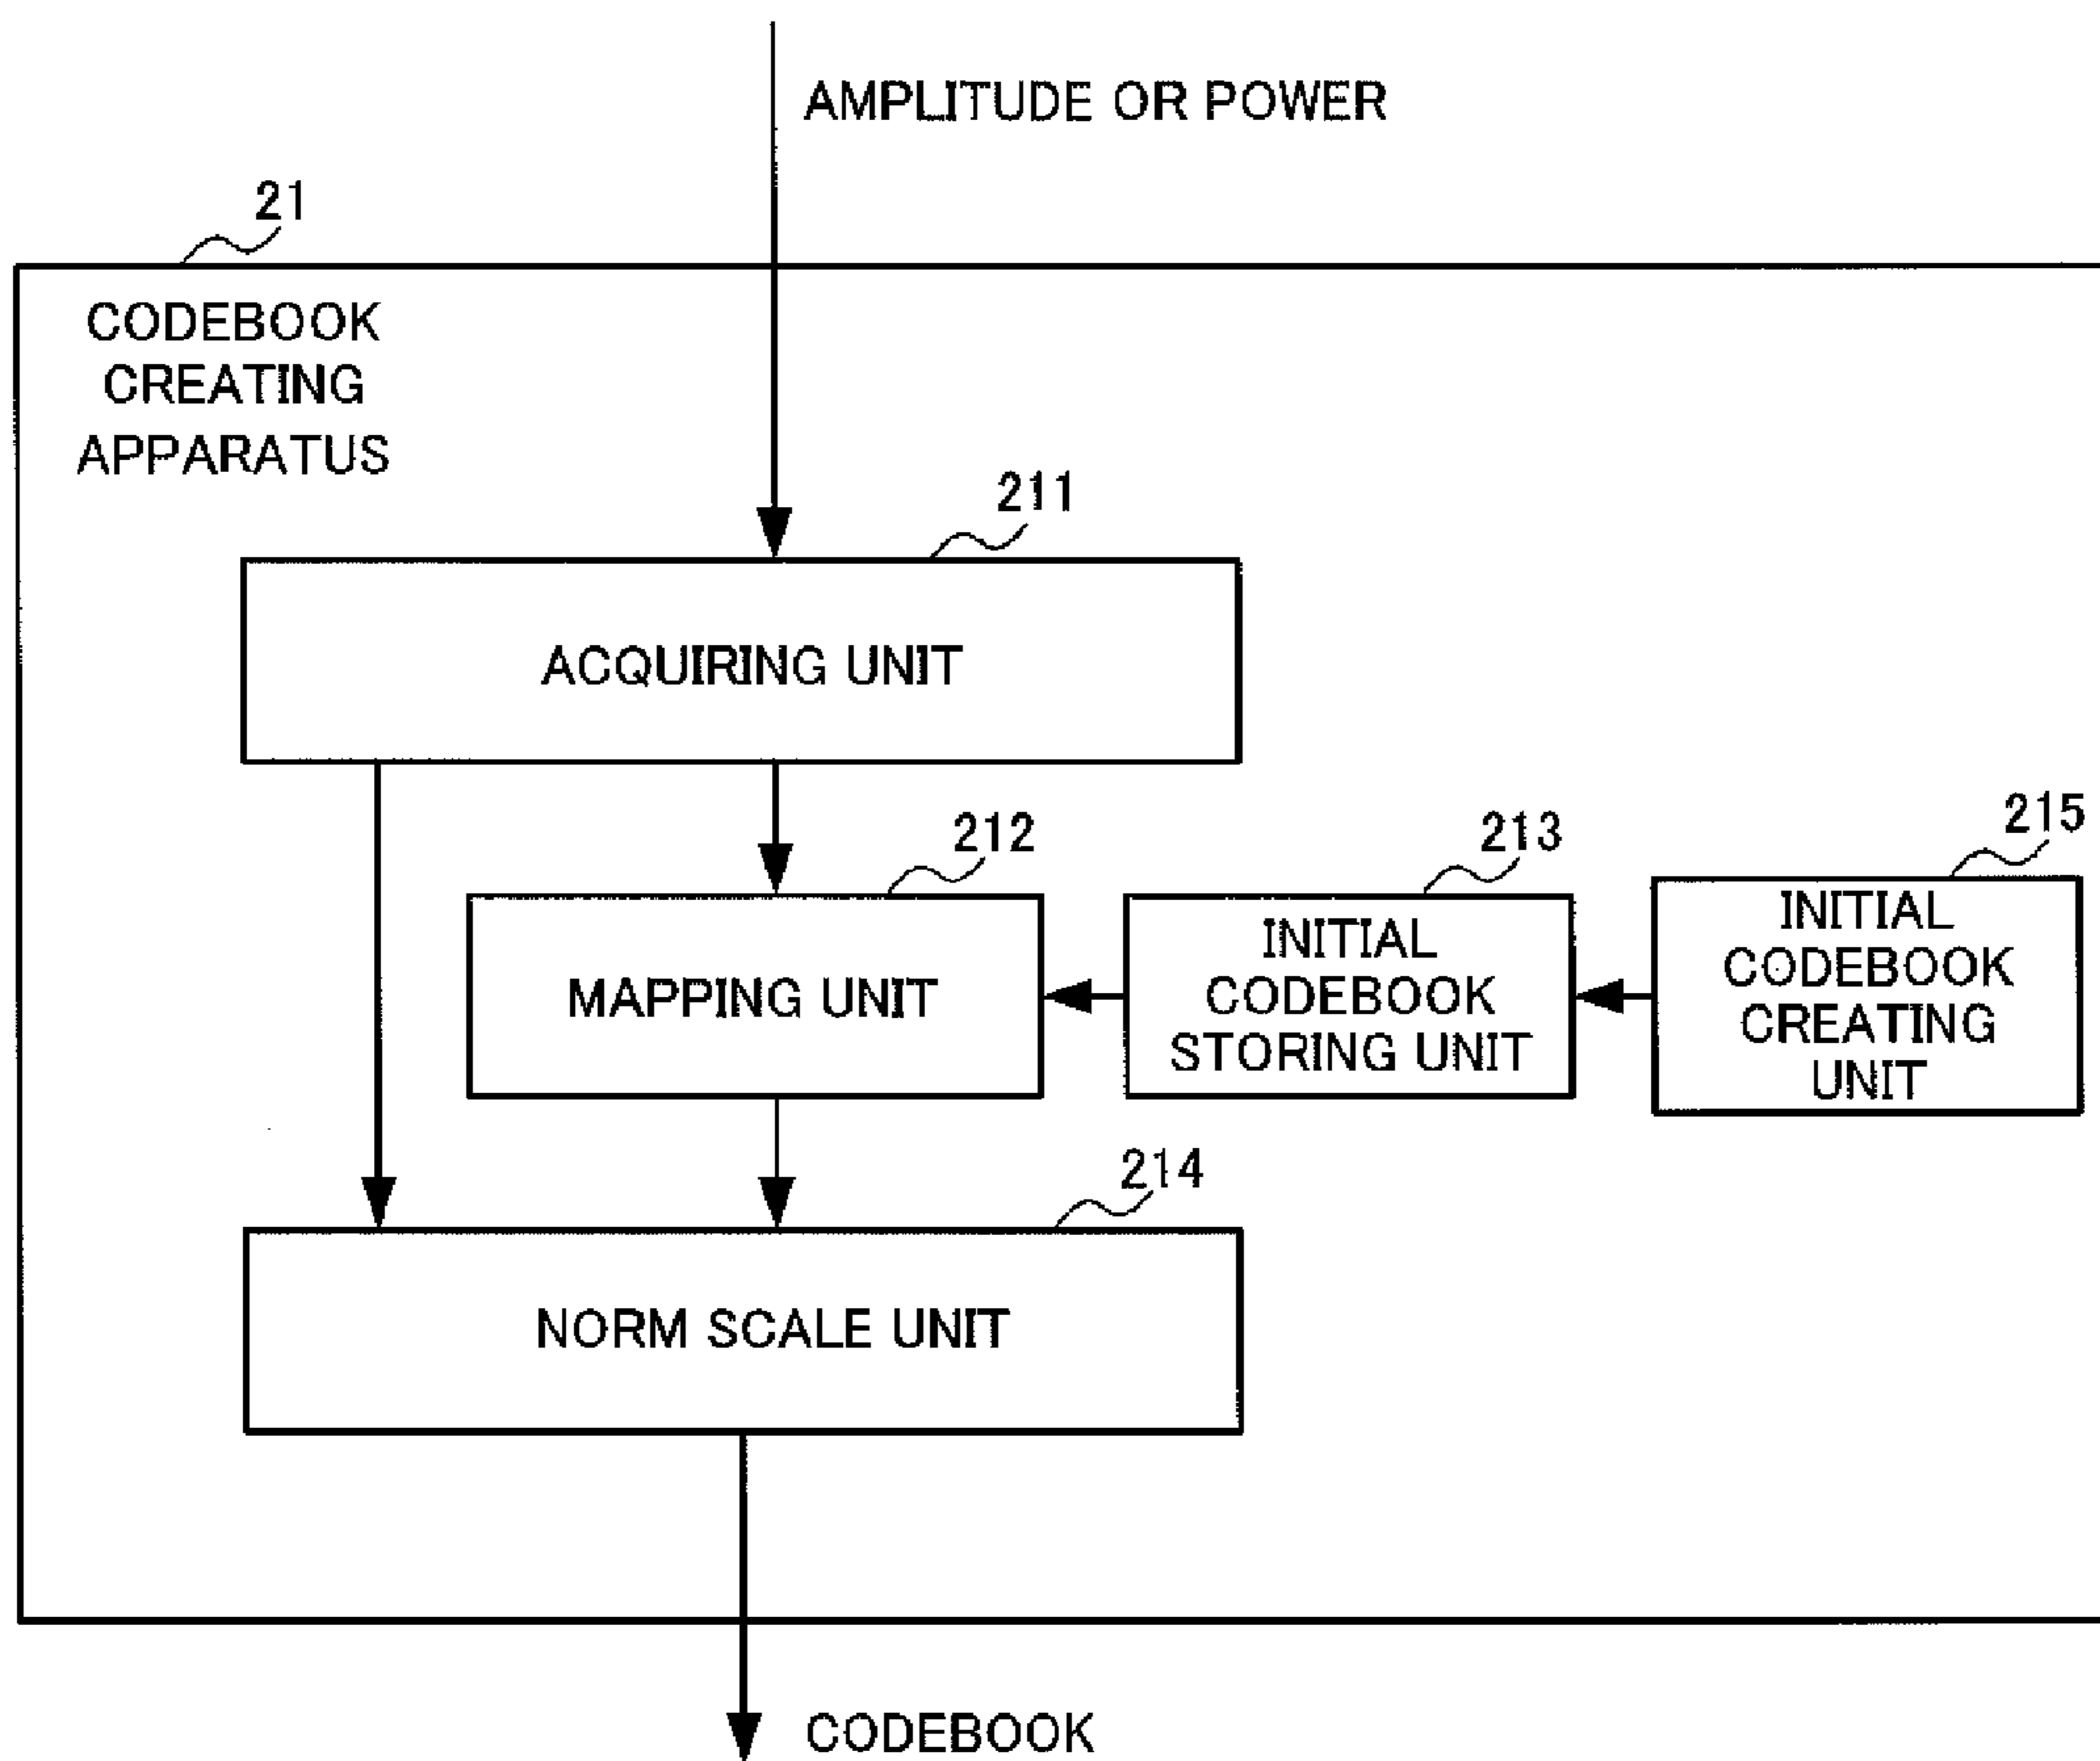 AMPLITUDE OR POWER
21
CODEBOOK
CREATING
APPARATUS
211
ACQUIRING UNIT
212
213
215
MAPPING UNIT
INITIAL
CODEBOOK
STORING UNIT
INITIAL
CODEBOOK
CREATING
UNIT
214
NORM SCALE UNIT
CODEBOOK